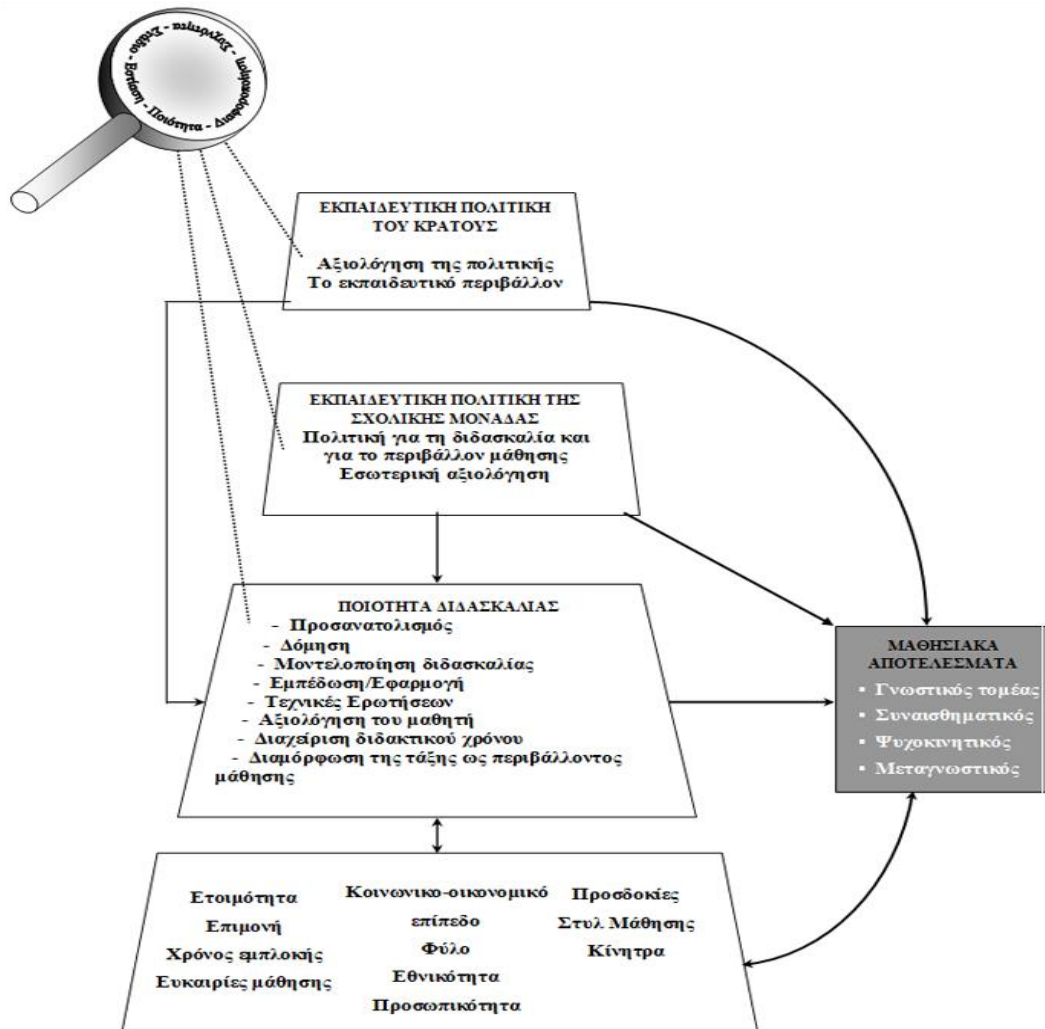 Εστίαση - Ποιότητα - Διαφοροποίηση - Συχνότητα - Στάδιο
ΕΚΠΑΙΔΕΥΤΙΚΗ ΠΟΛΙΤΙΚΗ
ΤΟΥ ΚΡΑΤΟΥΣ
Αξιολόγηση της πολιτικής
Το εκπαιδευτικό περιβάλλον
ΕΚΠΑΙΔΕΥΤΙΚΗ ΠΟΛΙΤΙΚΗ ΤΗΣ
ΣΧΟΛΙΚΗΣ ΜΟΝΑΔΑΣ
Πολιτική για τη διδασκαλία και
για το περιβάλλον μάθησης
Εσωτερική αξιολόγηση
ΠΟΙΟΤΗΤΑ ΔΙΔΑΣΚΑΛΙΑΣ
- Προσανατολισμός
- Δόμηση
- Μοντελοποίηση διδασκαλίας
- Εμπέδωση/Εφαρμογή
- Τεχνικές Ερωτήσεων
- Αξιολόγηση του μαθητή
- Διαχείριση διδακτικού χρόνου
- Διαμόρφωση της τάξης ως περιβάλλοντος
μάθησης
ΜΑΘΗΣΙΑΚΑ
ΑΠΟΤΕΛΕΣΜΑΤΑ
▪ Γνωστικός τομέας
▪ Συναισθηματικός
▪ Ψυχοκινητικός
▪ Μεταγνωστικός
Ετοιμότητα
Επιμονή
Χρόνος εμπλοκής
Ευκαιρίες μάθησης
Κοινωνικο-οικονομικό
επίπεδο
Φύλο
Εθνικότητα
Προσωπικότητα
Προσδοκίες
Στυλ Μάθησης
Κίνητρα